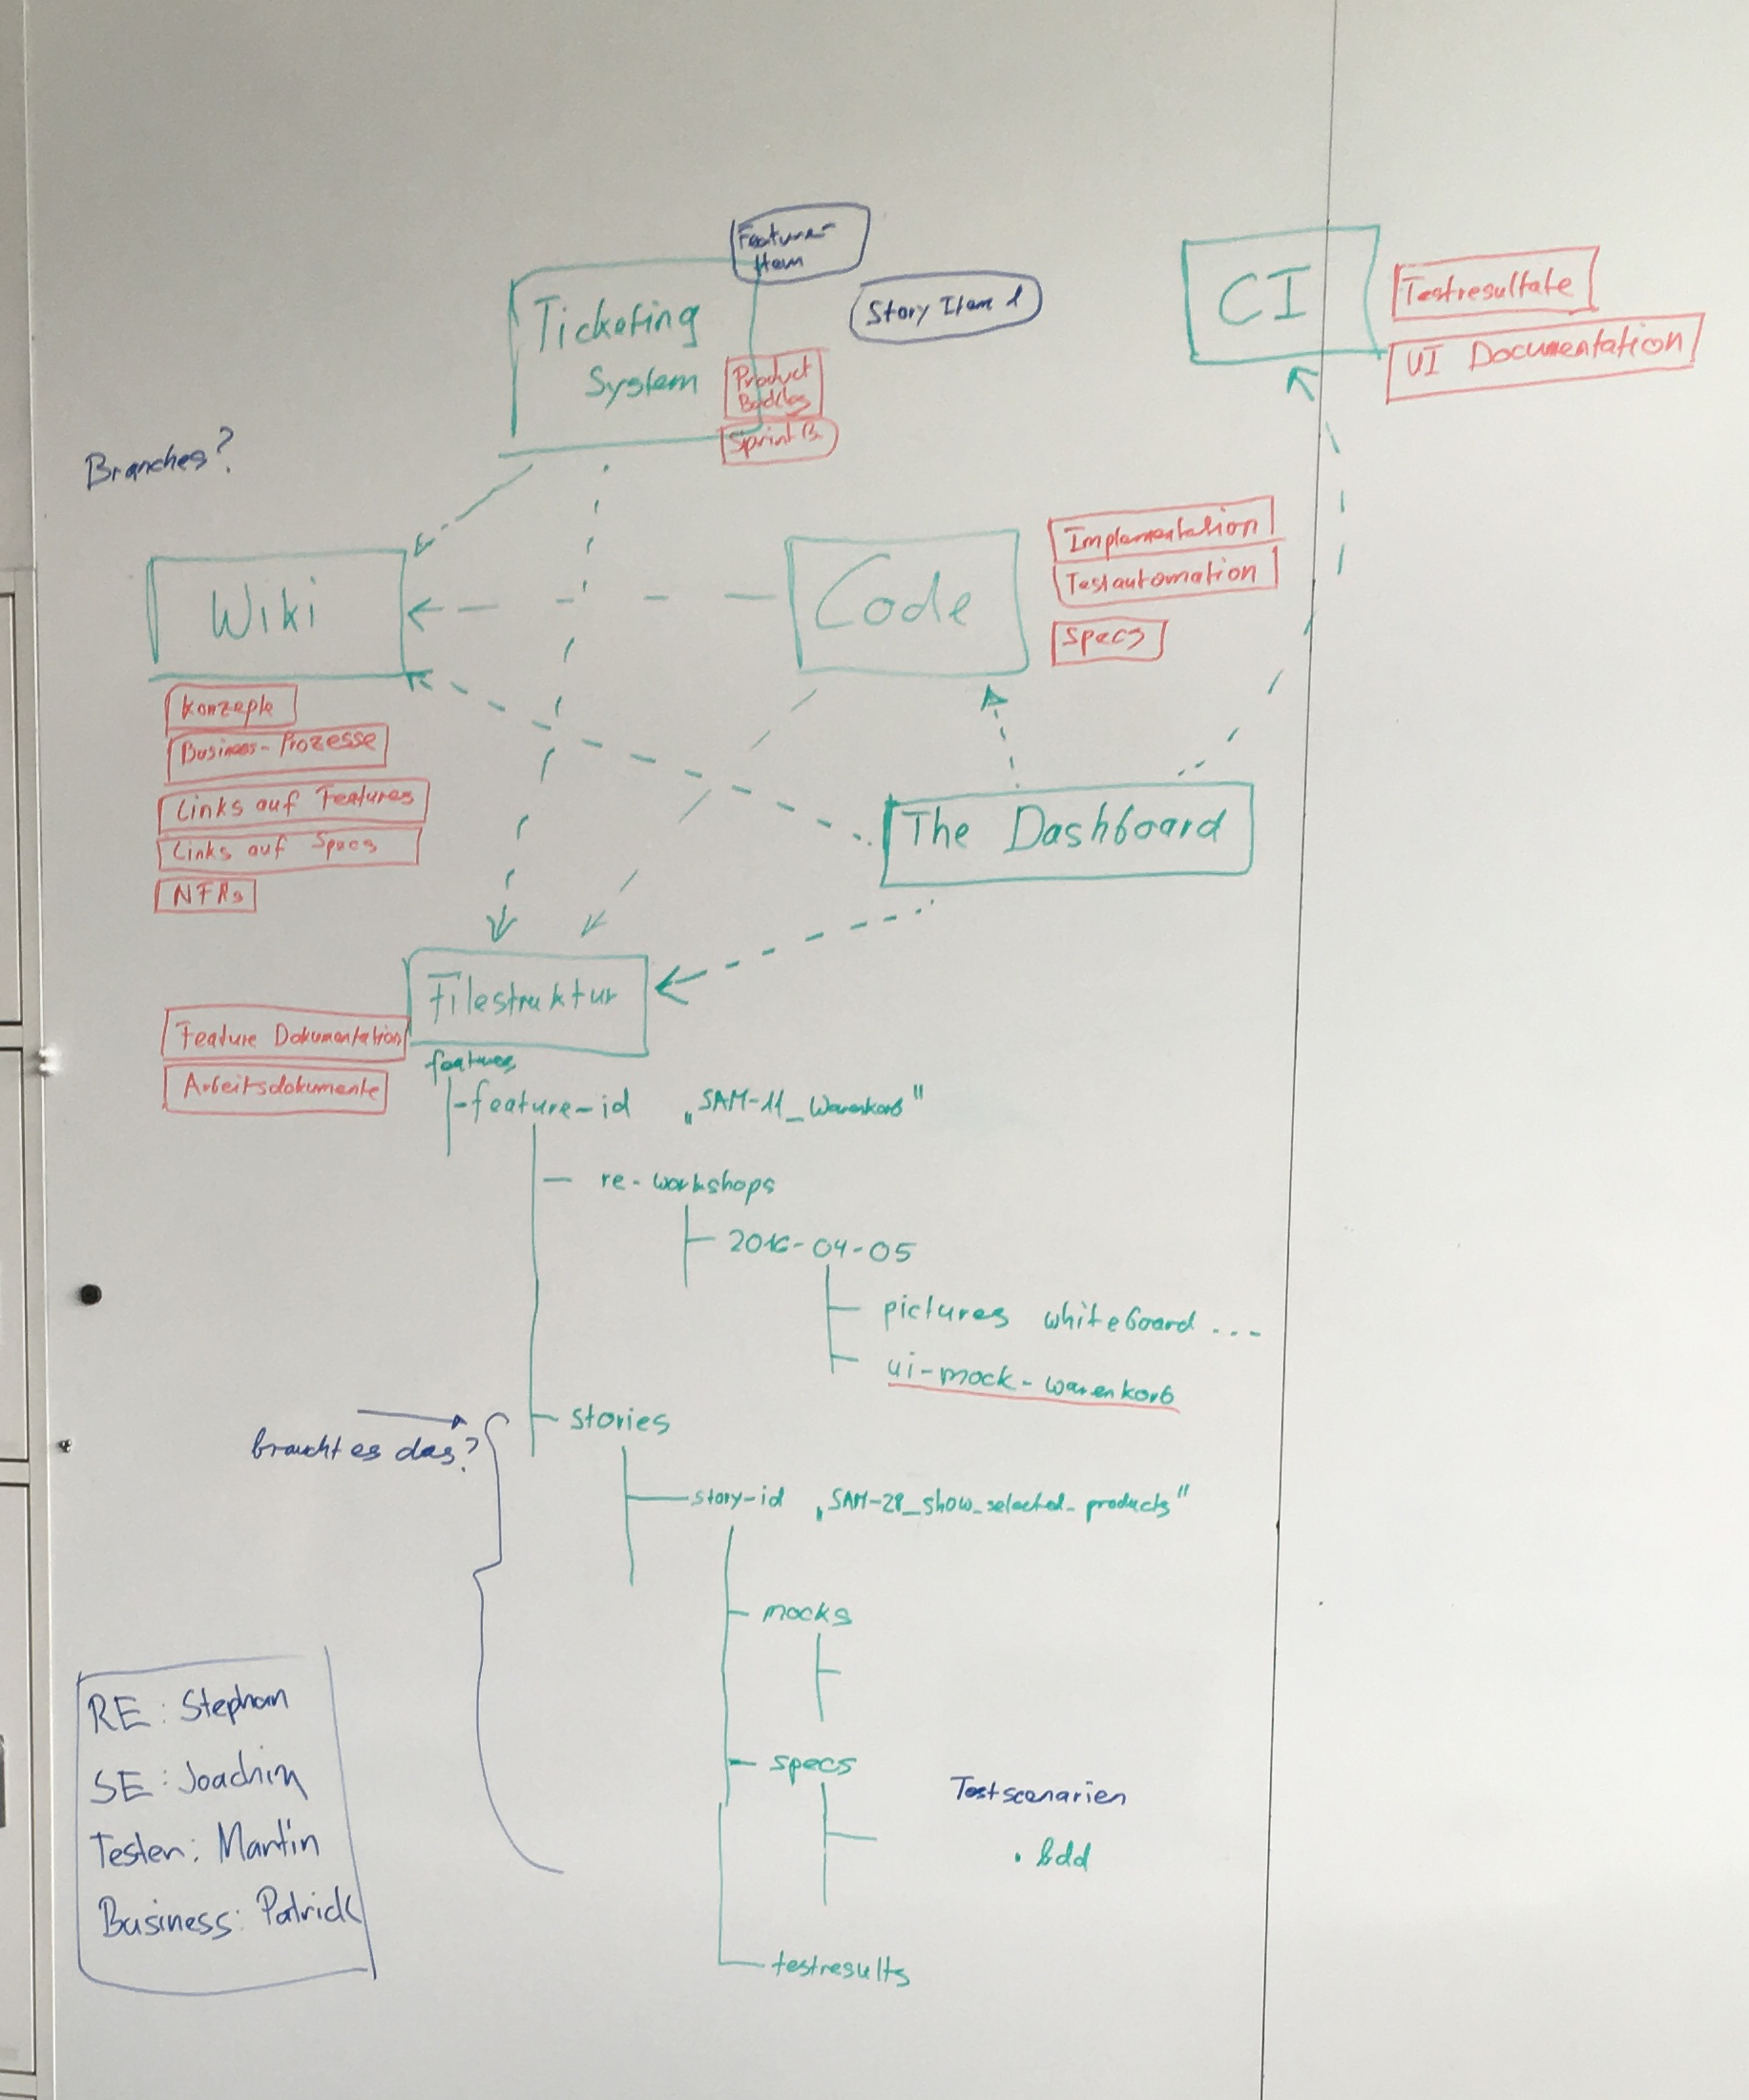 Feature-
Item
Story Item 1
Ticketing
System
Product
Backlog
Sprint B.
CI
Testresultate
UI Documentation
Branches?
Wiki
Code
Implementation
Testautomation
Specs
Konzepte
Business-Prozesse
Links auf Features
Links auf Specs
NFRs
The Dashboard
Filestruktur
Feature Dokumentation
Arbeitsdokumente
features
feature-id „SAM-11_Warenkorb"
re-workshops
2016-04-05
pictures whiteboard ...
ui-mock-warenkorb
stories
braucht es das?
story-id „SAM-28_show_selected_products"
mocks
specs
Testscenarien
.bdd
testresults
RE: Stephan
SE: Joachim
Testen: Martin
Business: Patrick